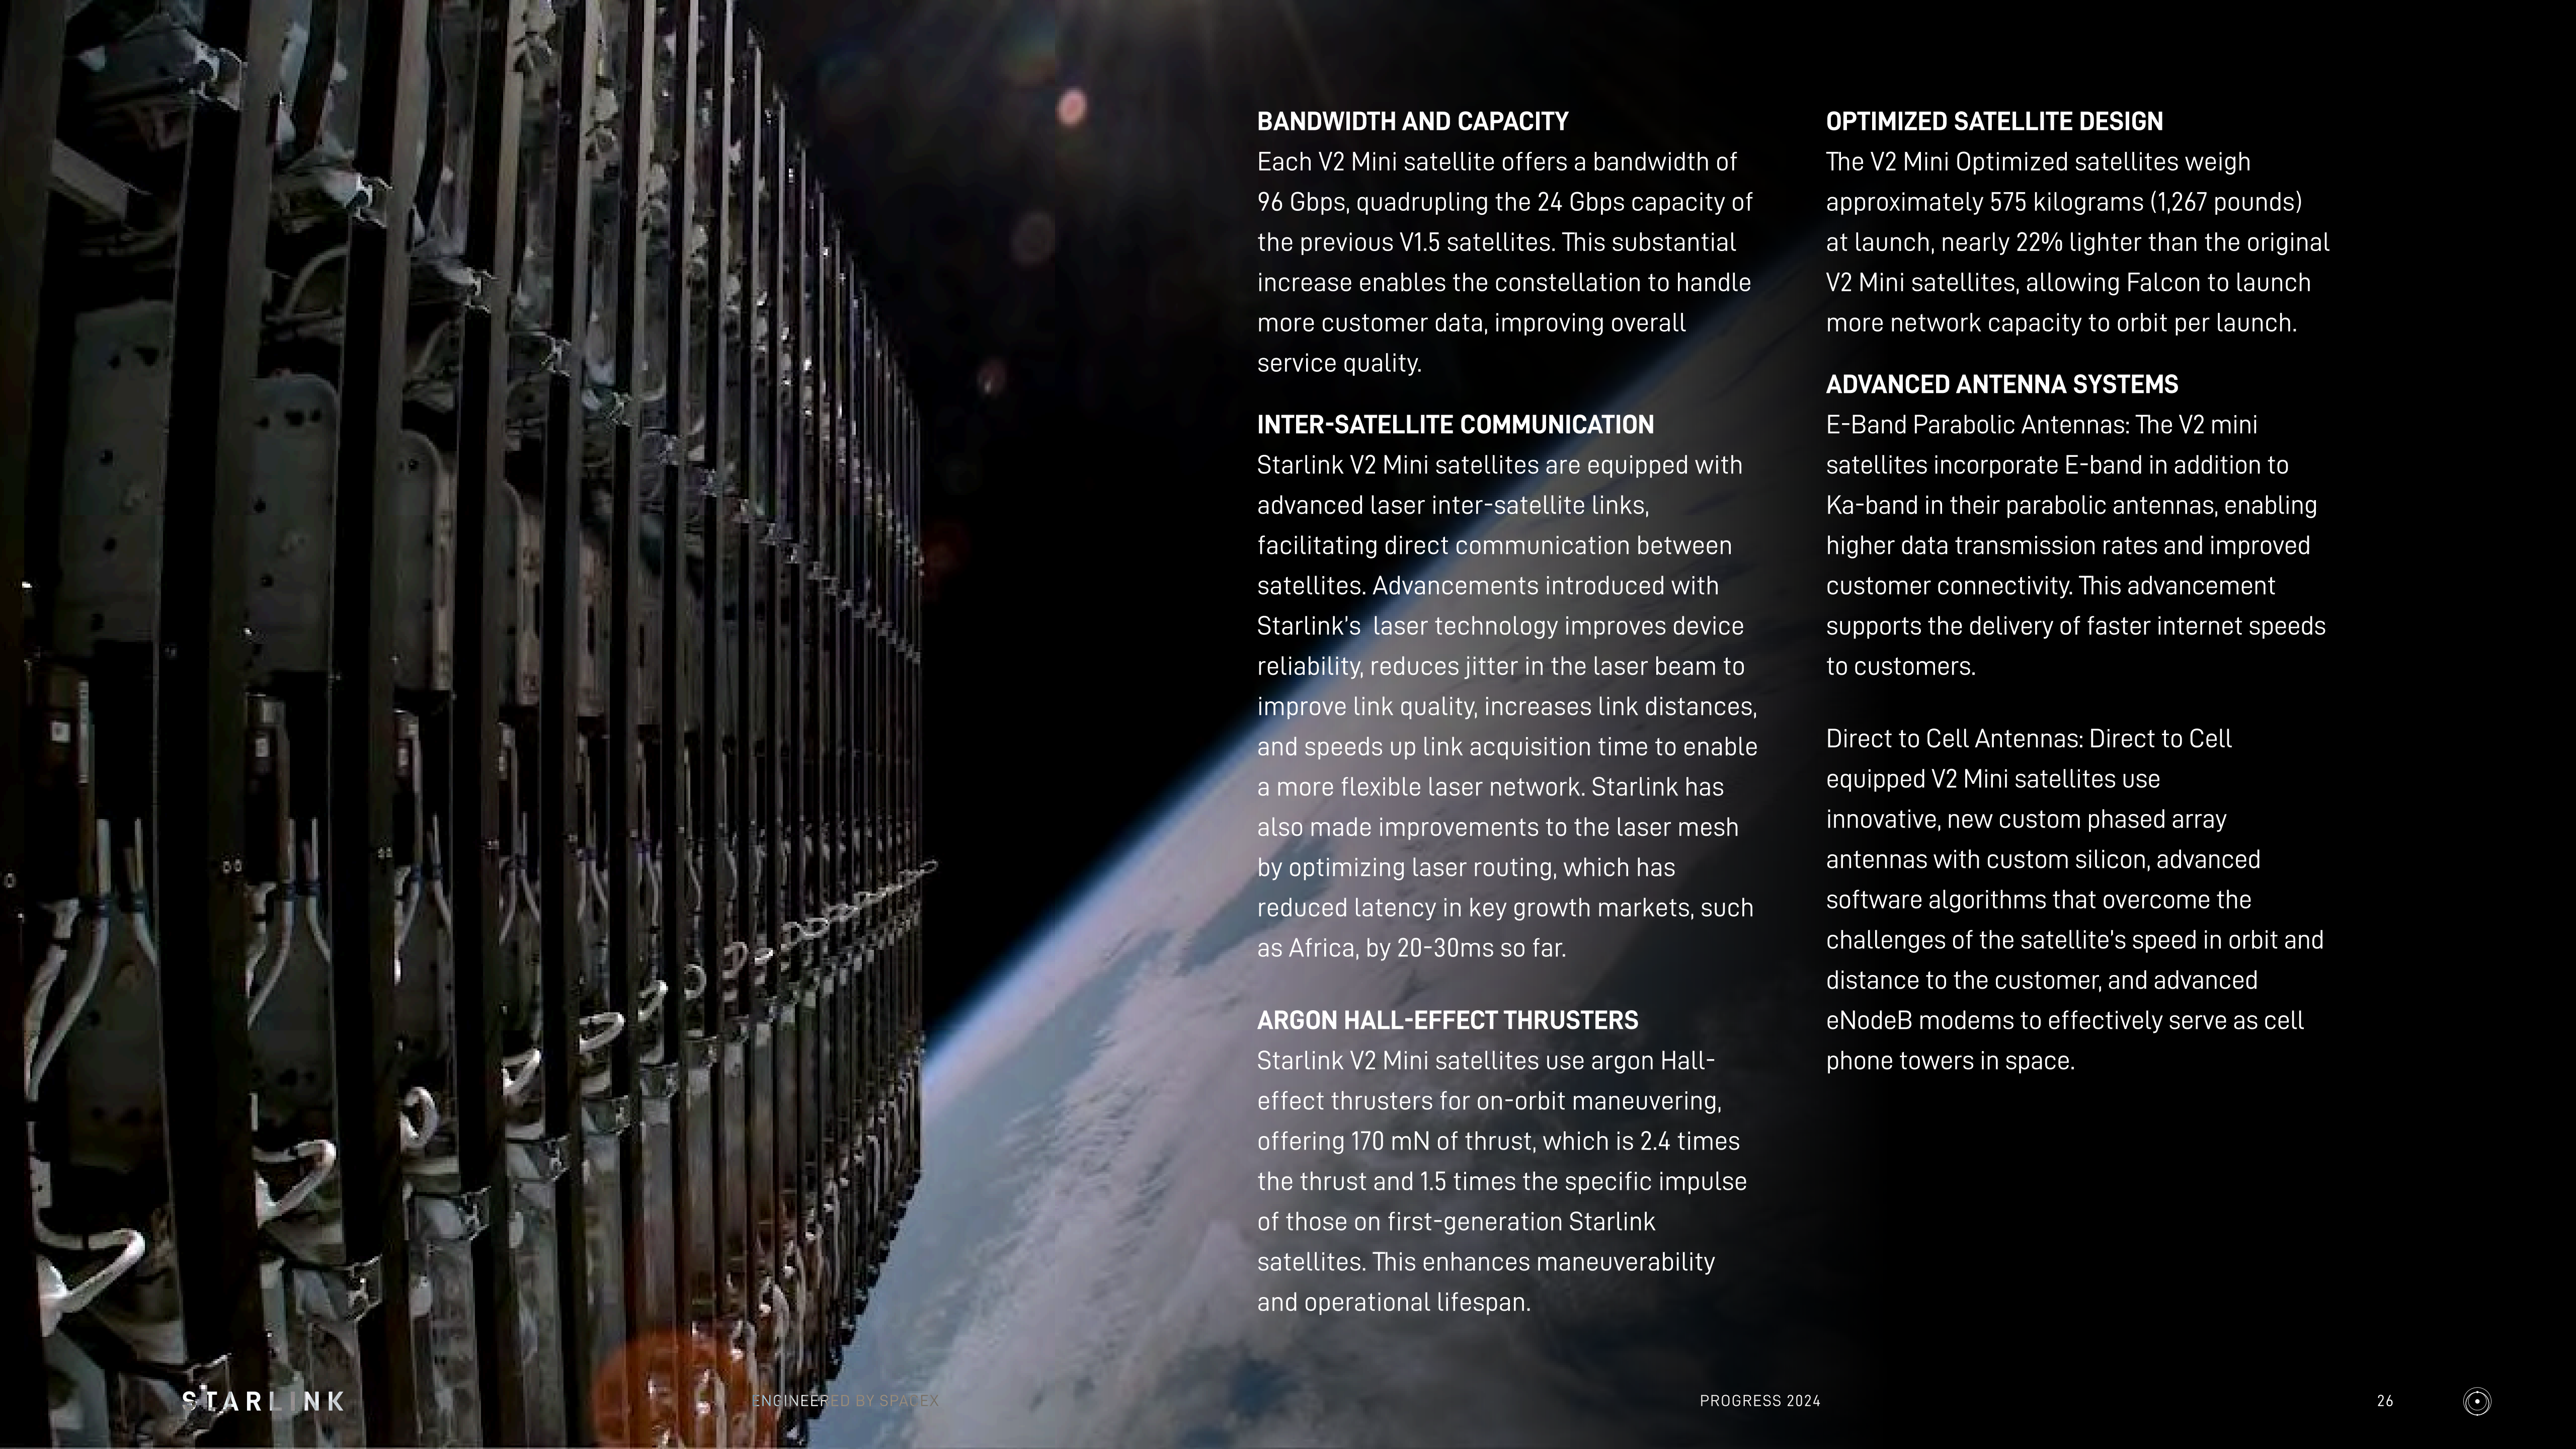 BANDWIDTH AND CAPACITY
Each V2 Mini satellite offers a bandwidth of
96 Gbps, quadrupling the 24 Gbps capacity of
the previous V1.5 satellites. This substantial
increase enables the constellation to handle
more customer data, improving overall
service quality.
INTER-SATELLITE COMMUNICATION
Starlink V2 Mini satellites are equipped with
advanced laser inter-satellite links,
facilitating direct communication between
satellites. Advancements introduced with
Starlink's  laser technology improves device
reliability, reduces jitter in the laser beam to
improve link quality, increases link distances,
and speeds up link acquisition time to enable
a more flexible laser network. Starlink has
also made improvements to the laser mesh
by optimizing laser routing, which has
reduced latency in key growth markets, such
as Africa, by 20-30ms so far.
ARGON HALL-EFFECT THRUSTERS
Starlink V2 Mini satellites use argon Hall-
effect thrusters for on-orbit maneuvering,
offering 170 mN of thrust, which is 2.4 times
the thrust and 1.5 times the specific impulse
of those on first-generation Starlink
satellites. This enhances maneuverability
and operational lifespan.
OPTIMIZED SATELLITE DESIGN
The V2 Mini Optimized satellites weigh
approximately 575 kilograms (1,267 pounds)
at launch, nearly 22% lighter than the original
V2 Mini satellites, allowing Falcon to launch
more network capacity to orbit per launch.
ADVANCED ANTENNA SYSTEMS
E-Band Parabolic Antennas: The V2 mini
satellites incorporate E-band in addition to
Ka-band in their parabolic antennas, enabling
higher data transmission rates and improved
customer connectivity. This advancement
supports the delivery of faster internet speeds
to customers.
Direct to Cell Antennas: Direct to Cell
equipped V2 Mini satellites use
innovative, new custom phased array
antennas with custom silicon, advanced
software algorithms that overcome the
challenges of the satellite's speed in orbit and
distance to the customer, and advanced
eNodeB modems to effectively serve as cell
phone towers in space.
STARLINK
ENGINEERED BY SPACEX
PROGRESS 2024
26